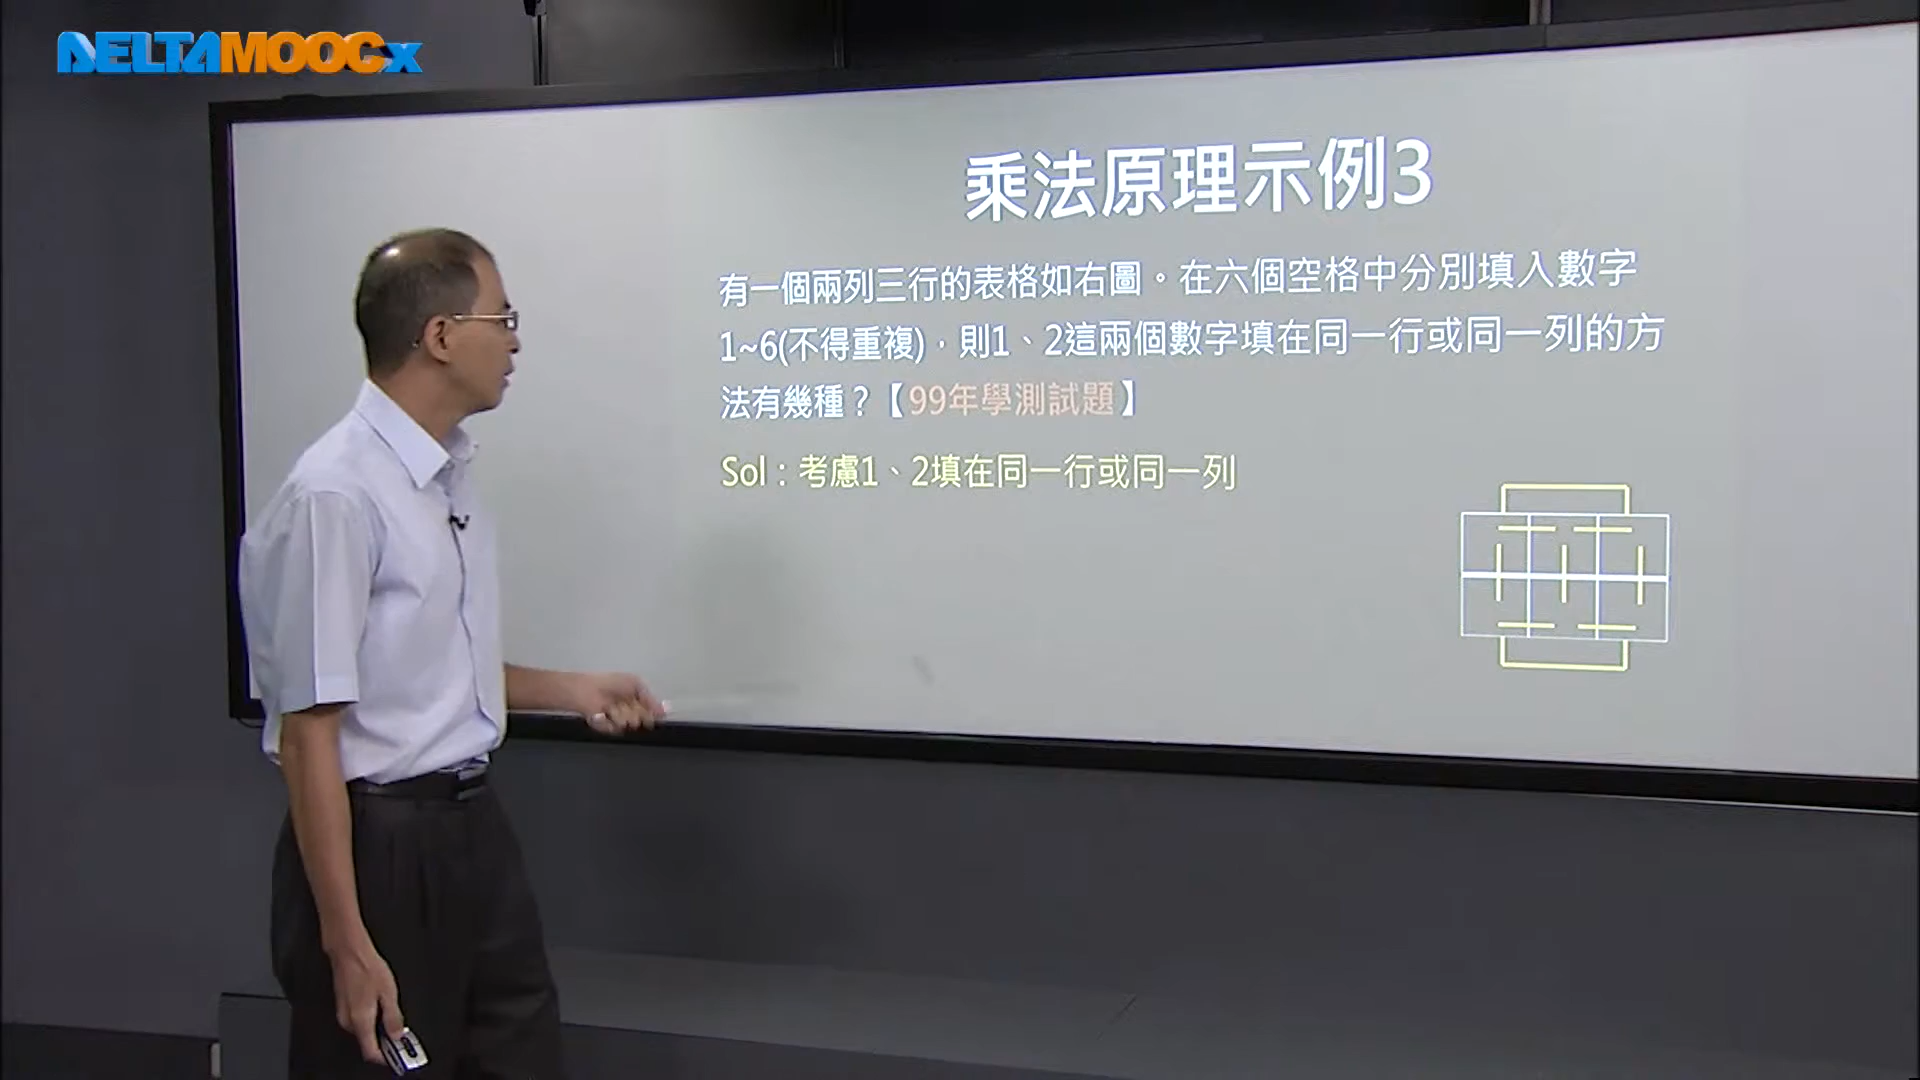 DELTAMOOCx
乘法原理示例3
有一個兩列三行的表格如右圖。在六個空格中分別填入數字
1~6(不得重複)，則1、2這兩個數字填在同一行或同一列的方
法有幾種？【99年學測試題】
Sol：考慮1、2填在同一行或同一列